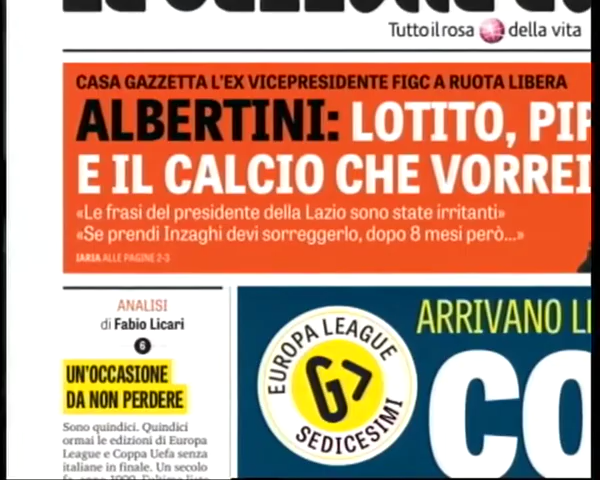 Tutto il rosa della vita
CASA GAZZETTA L'EX VICEPRESIDENTE FIGC A RUOTA LIBERA
ALBERTINI: LOTITO,
E IL CALCIO CHE VORREI
«Le frasi del presidente della Lazio sono state irritanti»
«Se prendi Inzaghi devi sorreggerlo, dopo 8 mesi però...»
IARIA ALLE PAGINE 2-3
ANALISI
di Fabio Licari
6
UN'OCCASIONE
DA NON PERDERE
Sono quindici. Quindici
ormai le edizioni di Europa
League e Coppa Uefa senza
italiane in finale. Un secolo
EUROPA LEAGUE
SEDICESIMI
ARRIVANO
CO